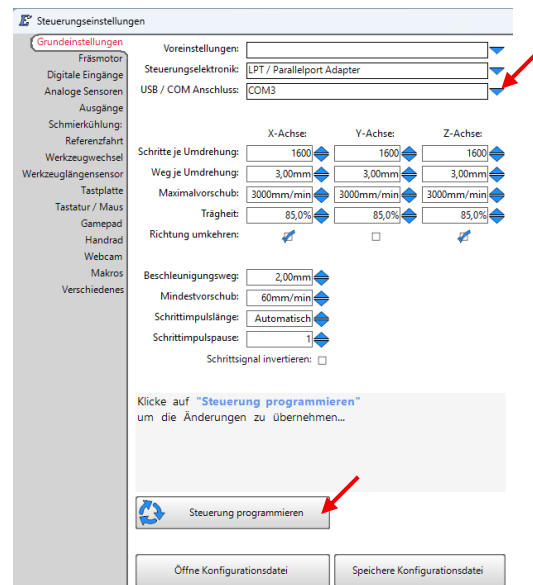 Steuerungseinstellungen
Grundeinstellungen
Fräsmotor
Digitale Eingänge
Analoge Sensoren
Ausgänge
Schmierkühlung:
Referenzfahrt
Werkzeugwechsel
Werkzeuglängensensor
Tastplatte
Tastatur / Maus
Gamepad
Handrad
Webcam
Makros
Verschiedenes
Voreinstellungen:
Steuerungselektronik: LPT / Parallelport Adapter
USB / COM Anschluss: COM3
X-Achse: Y-Achse: Z-Achse:
Schritte je Umdrehung: 1600 1600 1600
Weg je Umdrehung: 3,00mm 3,00mm 3,00mm
Maximalvorschub: 3000mm/min 3000mm/min 3000mm/min
Trägheit: 85,0% 85,0% 85,0%
Richtung umkehren:
Beschleunigungsweg: 2,00mm
Mindestvorschub: 60mm/min
Schrittimpulslänge: Automatisch
Schrittimpulspause: 1
Schrittsignal invertieren:
Klicke auf "Steuerung programmieren"
um die Änderungen zu übernehmen...
Steuerung programmieren
Öffne Konfigurationsdatei Speichere Konfigurationsdatei